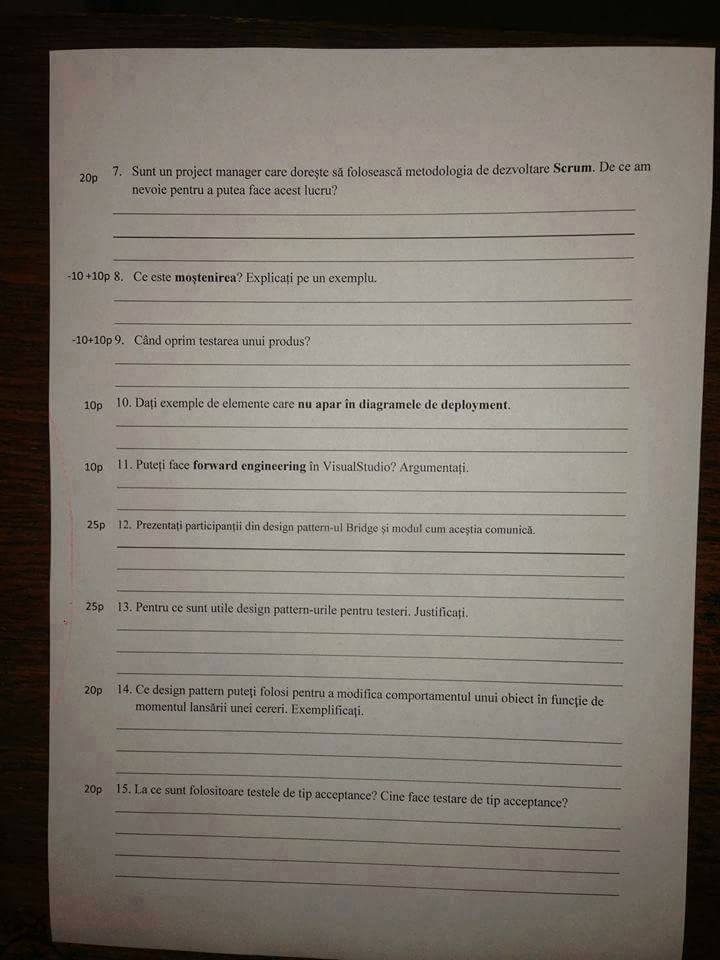 20p 7. Sunt un project manager care dorește să folosească metodologia de dezvoltare Scrum. De ce am
nevoie pentru a putea face acest lucru?
-10 +10p 8. Ce este moștenirea? Explicați pe un exemplu.
-10+10p 9. Când oprim testarea unui produs?
10p 10. Dați exemple de elemente care nu apar în diagramele de deployment.
10p 11. Puteți face forward engineering în VisualStudio? Argumentați.
25p 12. Prezentați participanții din design pattern-ul Bridge și modul cum aceștia comunică.
25p 13. Pentru ce sunt utile design pattern-urile pentru testeri. Justificați.
20p 14. Ce design pattern puteți folosi pentru a modifica comportamentul unui obiect în funcție de
momentul lansării unei cereri. Exemplificați.
20p 15. La ce sunt folositoare testele de tip acceptance? Cine face testare de tip acceptance?